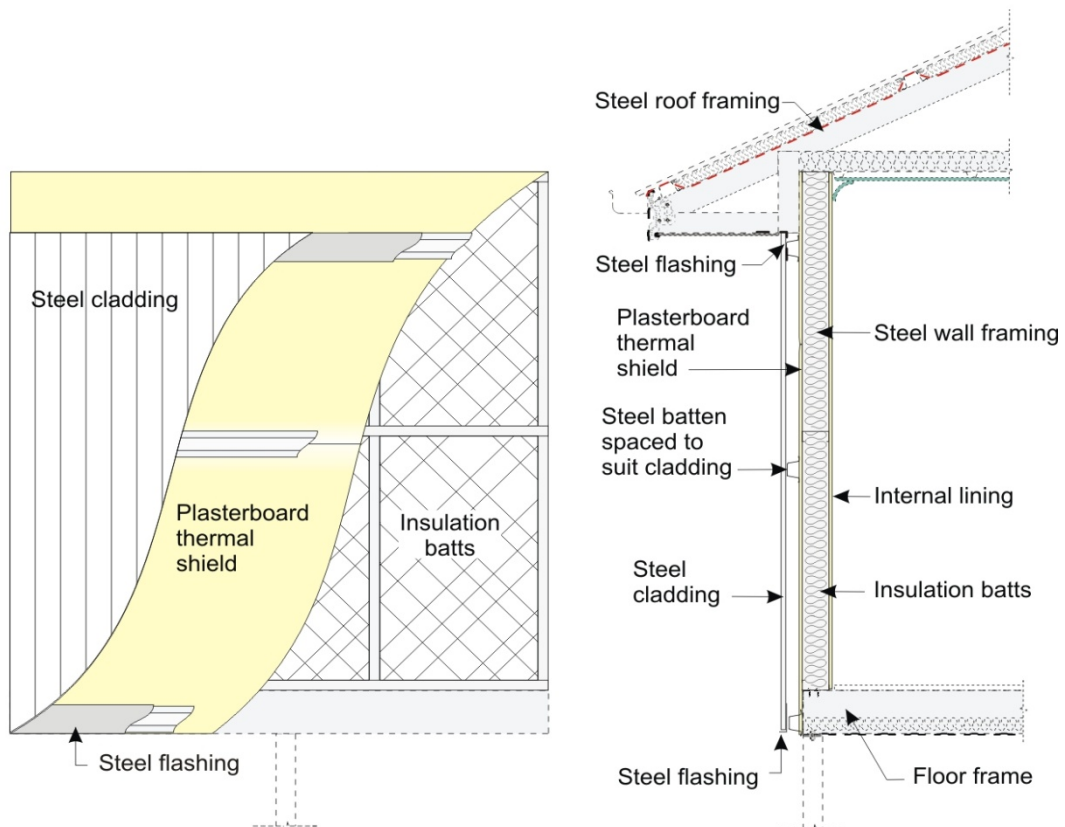 Steel cladding
Plasterboard
thermal
shield
Insulation
batts
Steel flashing
Steel roof framing
Steel flashing
Plasterboard
thermal
shield
Steel wall framing
Steel batten
spaced to
suit cladding
Internal lining
Steel
cladding
Insulation batts
Steel flashing
Floor frame